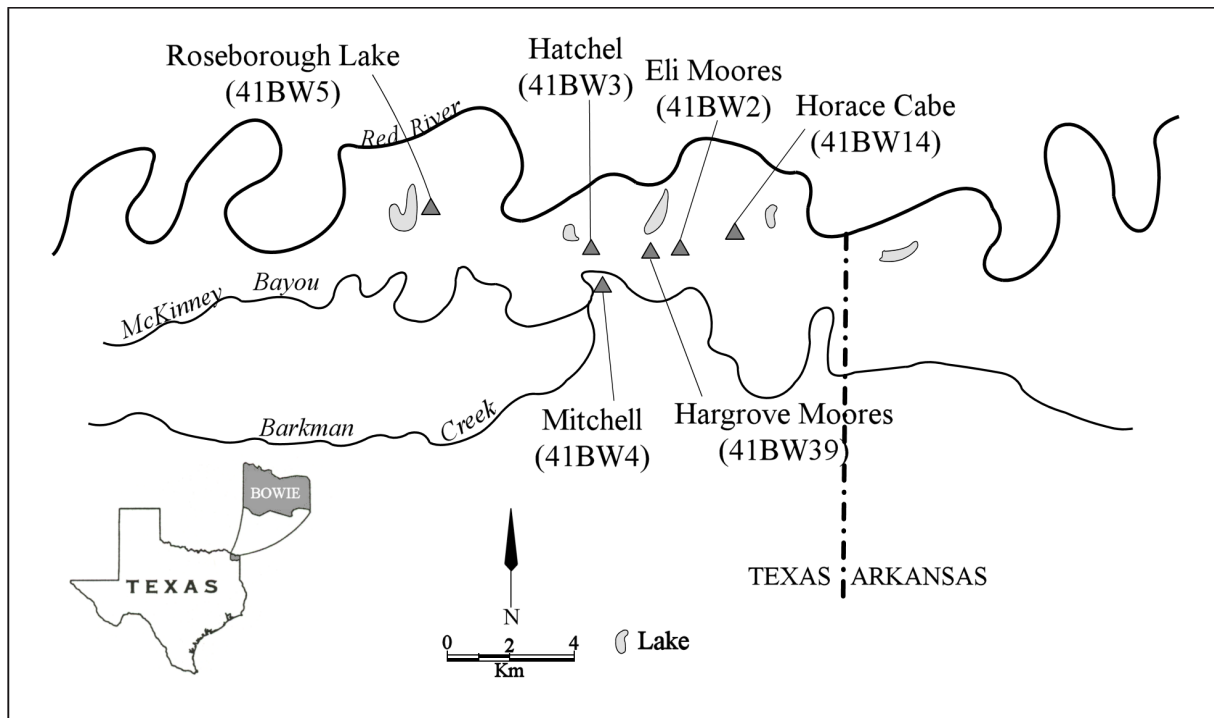 Roseborough Lake
(41BW5)
Hatchel
(41BW3)
Eli Moores
(41BW2)
Horace Cabe
(41BW14)
Red River
McKinney Bayou
Barkman Creek
Mitchell
(41BW4)
Hargrove Moores
(41BW39)
BOWIE
TEXAS
TEXAS ARKANSAS
N
0 2 4
Km
Lake